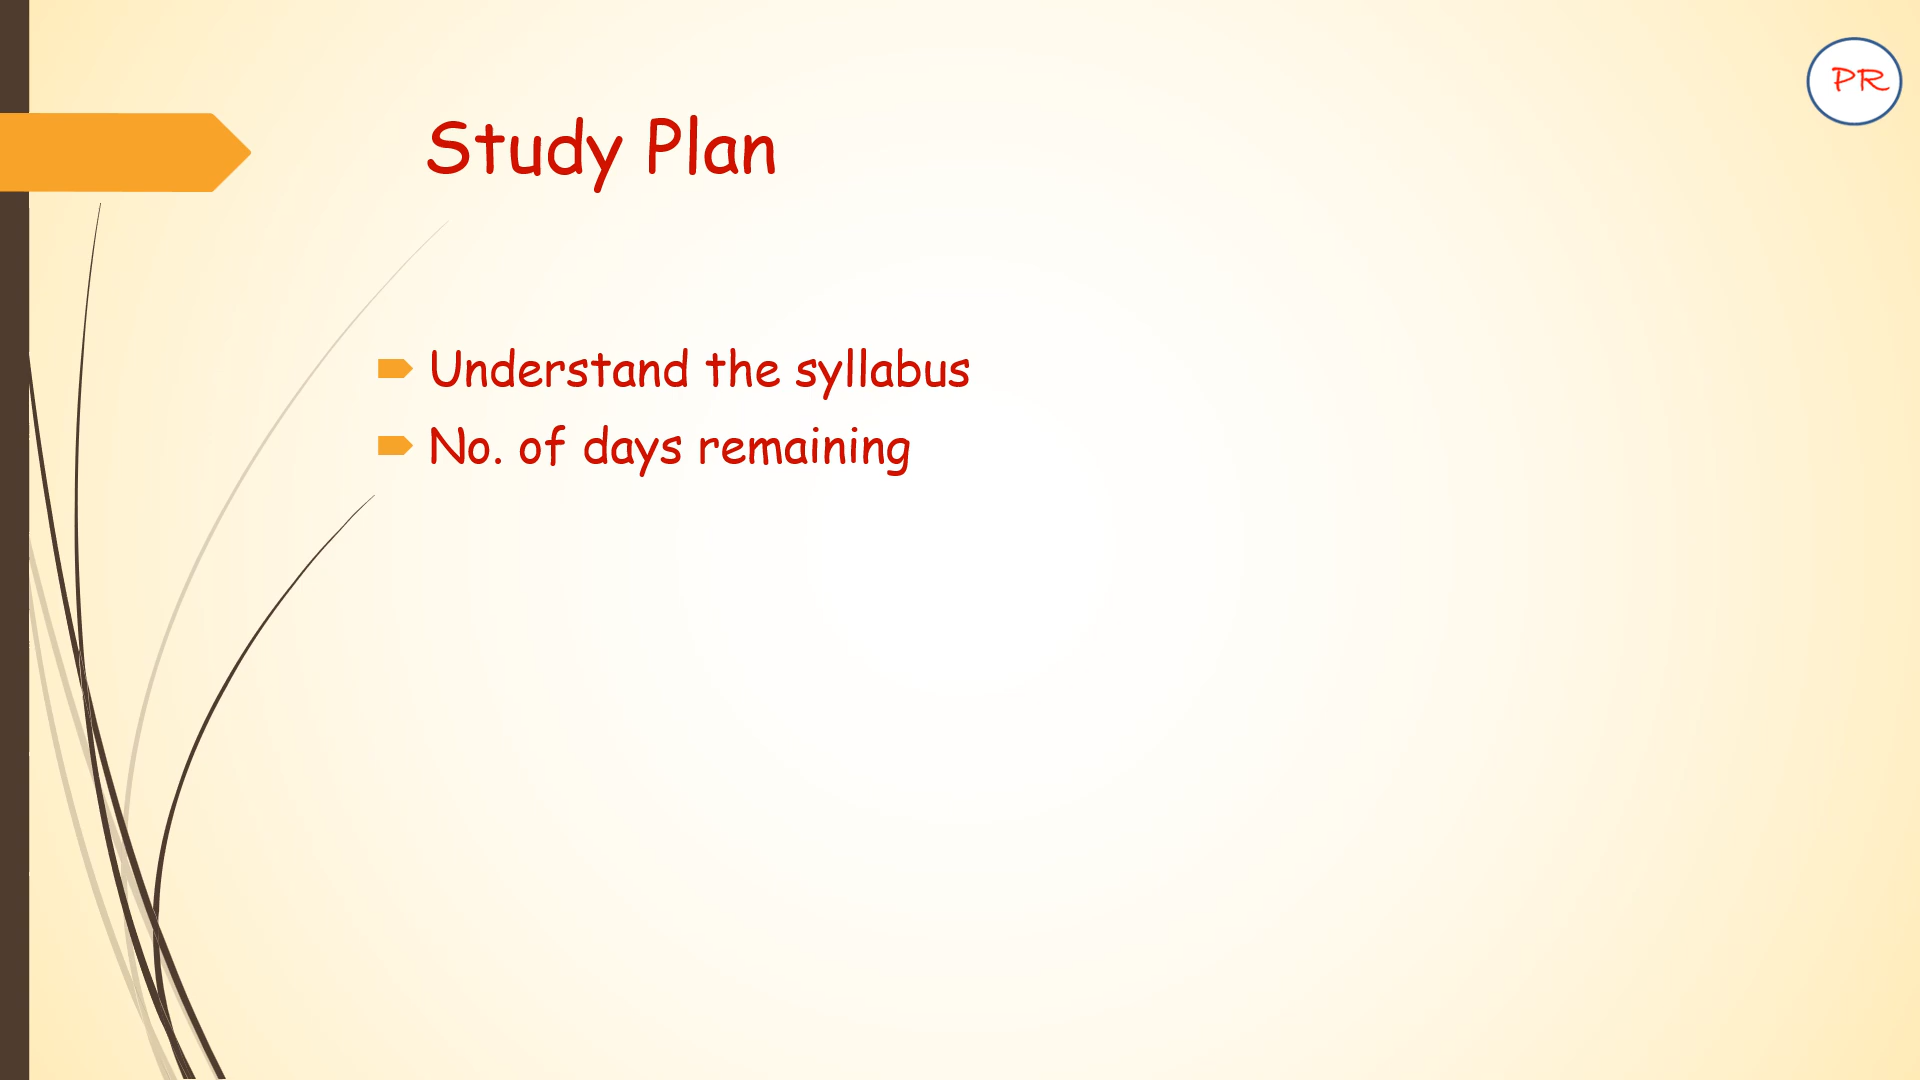 PR
Study Plan
Understand the syllabus
No. of days remaining